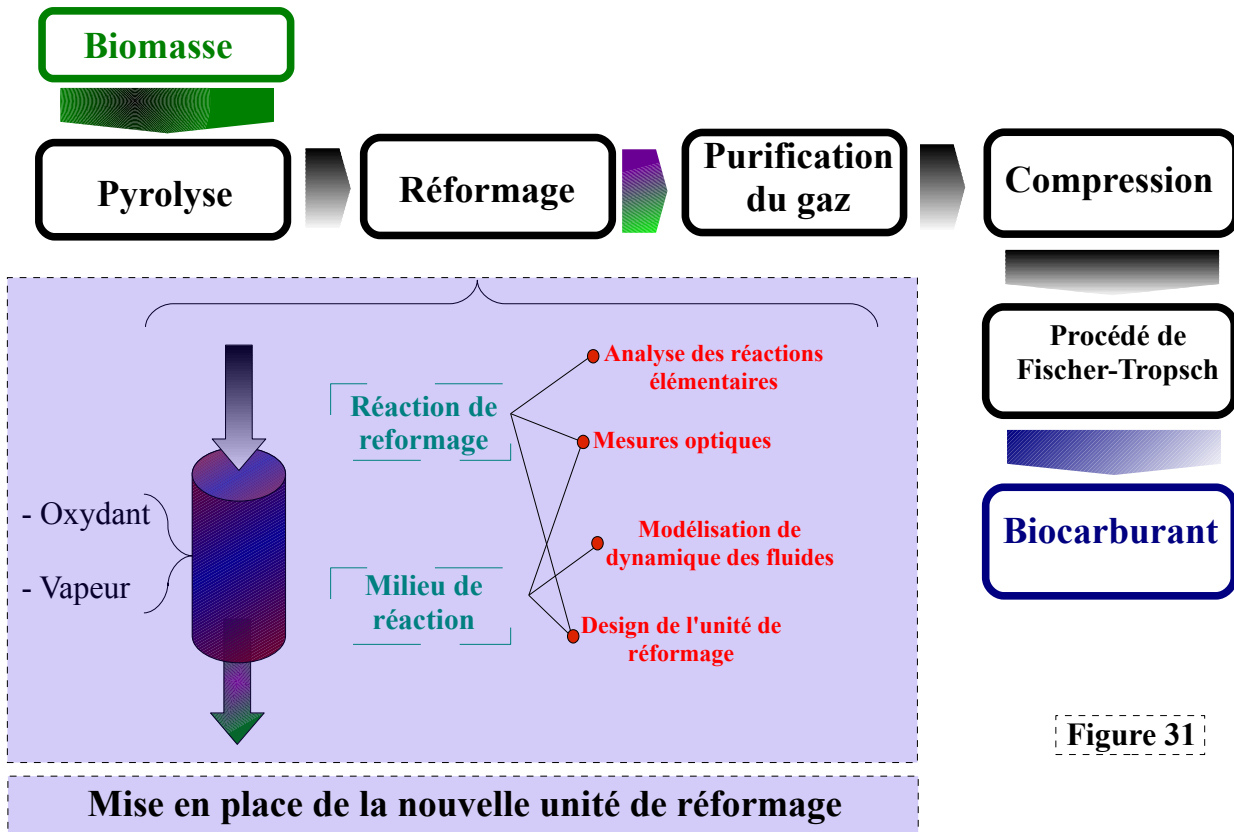 Biomasse
Pyrolyse
Réformage
Purification
du gaz
Compression
Procédé de
Fischer-Tropsch
Biocarburant
- Oxydant
- Vapeur
Réaction de
reformage
Milieu de
réaction
Analyse des réactions
élémentaires
Mesures optiques
Modélisation de
dynamique des fluides
Design de l'unité de
réformage
Figure 31
Mise en place de la nouvelle unité de réformage